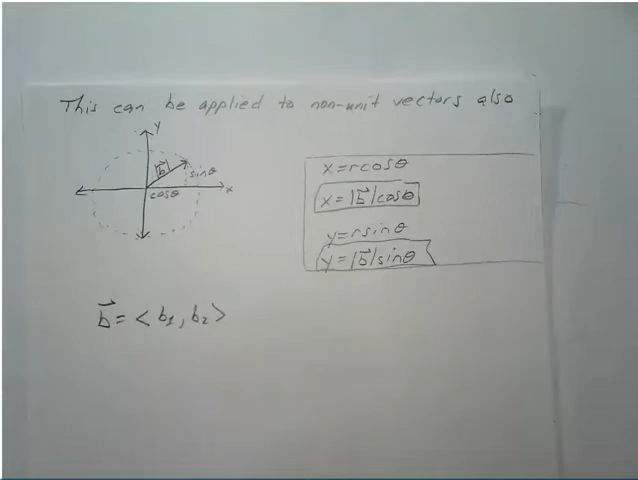 This can be applied to non-unit vectors also
y
|b⃗|
sinθ
cosθ
x
x=rcosθ
x=|b⃗|cosθ
y=rsinθ
y=|b⃗|sinθ
b⃗=<b₁,b₂>